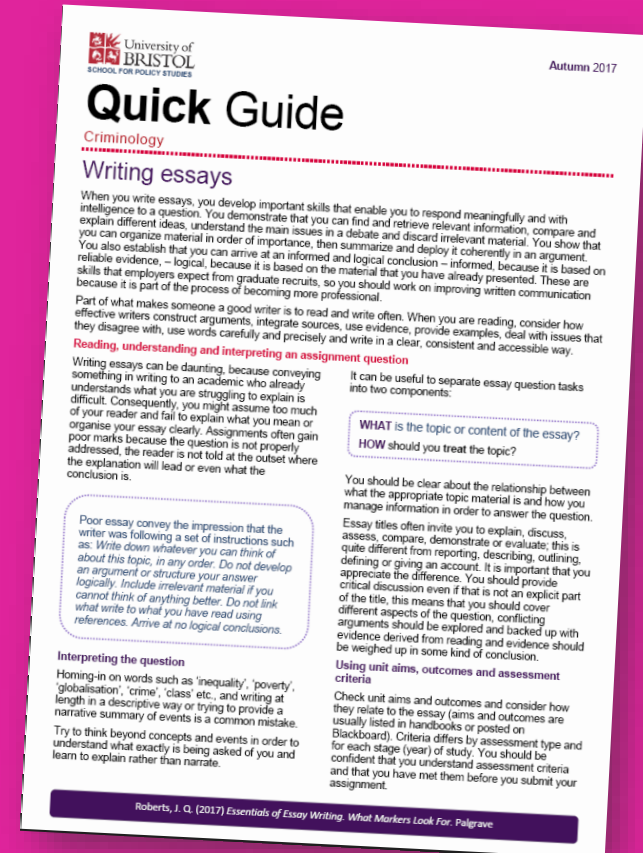 University of
BRISTOL
SCHOOL FOR POLICY STUDIES
Autumn 2017
Quick Guide
Criminology
Writing essays
When you write essays, you develop important skills that enable you to respond meaningfully and with
intelligence to a question. You demonstrate that you can find and retrieve relevant information, compare and
explain different ideas, understand the main issues in a debate and discard irrelevant material. You show that
you can organize material in order of importance, then summarize and deploy it coherently in an argument.
You also establish that you can arrive at an informed and logical conclusion – informed, because it is based on
reliable evidence, – logical, because it is based on the material that you have already presented. These are
skills that employers expect from graduate recruits, so you should work on improving written communication
because it is part of the process of becoming more professional.
Part of what makes someone a good writer is to read and write often. When you are reading, consider how
effective writers construct arguments, integrate sources, use evidence, provide examples, deal with issues that
they disagree with, use words carefully and precisely and write in a clear, consistent and accessible way.
Reading, understanding and interpreting an assignment question
Writing essays can be daunting, because conveying
something in writing to an academic who already
understands what you are struggling to explain is
difficult. Consequently, you might assume too much
of your reader and fail to explain what you mean or
organise your essay clearly. Assignments often gain
poor marks because the question is not properly
addressed, the reader is not told at the outset where
the explanation will lead or even what the
conclusion is.
Poor essay convey the impression that the
writer was following a set of instructions such
as: Write down whatever you can think of
about this topic, in any order. Do not develop
an argument or structure your answer
logically. Include irrelevant material if you
cannot think of anything better. Do not link
what write to what you have read using
references. Arrive at no logical conclusions.
Interpreting the question
Homing-in on words such as ‘inequality’, ‘poverty’,
‘globalisation’, ‘crime’, ‘class’ etc., and writing at
length in a descriptive way or trying to provide a
narrative summary of events is a common mistake.
Try to think beyond concepts and events in order to
understand what exactly is being asked of you and
learn to explain rather than narrate.
It can be useful to separate essay question tasks
into two components:
WHAT is the topic or content of the essay?
HOW should you treat the topic?
You should be clear about the relationship between
what the appropriate topic material is and how you
manage information in order to answer the question.
Essay titles often invite you to explain, discuss,
assess, compare, demonstrate or evaluate; this is
quite different from reporting, describing, outlining,
defining or giving an account. It is important that you
appreciate the difference. You should provide
critical discussion even if that is not an explicit part
of the title, this means that you should cover
different aspects of the question, conflicting
arguments should be explored and backed up with
evidence derived from reading and evidence should
be weighed up in some kind of conclusion.
Using unit aims, outcomes and assessment
criteria
Check unit aims and outcomes and consider how
they relate to the essay (aims and outcomes are
usually listed in handbooks or posted on
Blackboard). Criteria differs by assessment type and
for each stage (year) of study. You should be
confident that you understand assessment criteria
and that you have met them before you submit your
assignment.
Roberts, J. Q. (2017) Essentials of Essay Writing. What Markers Look For. Palgrave